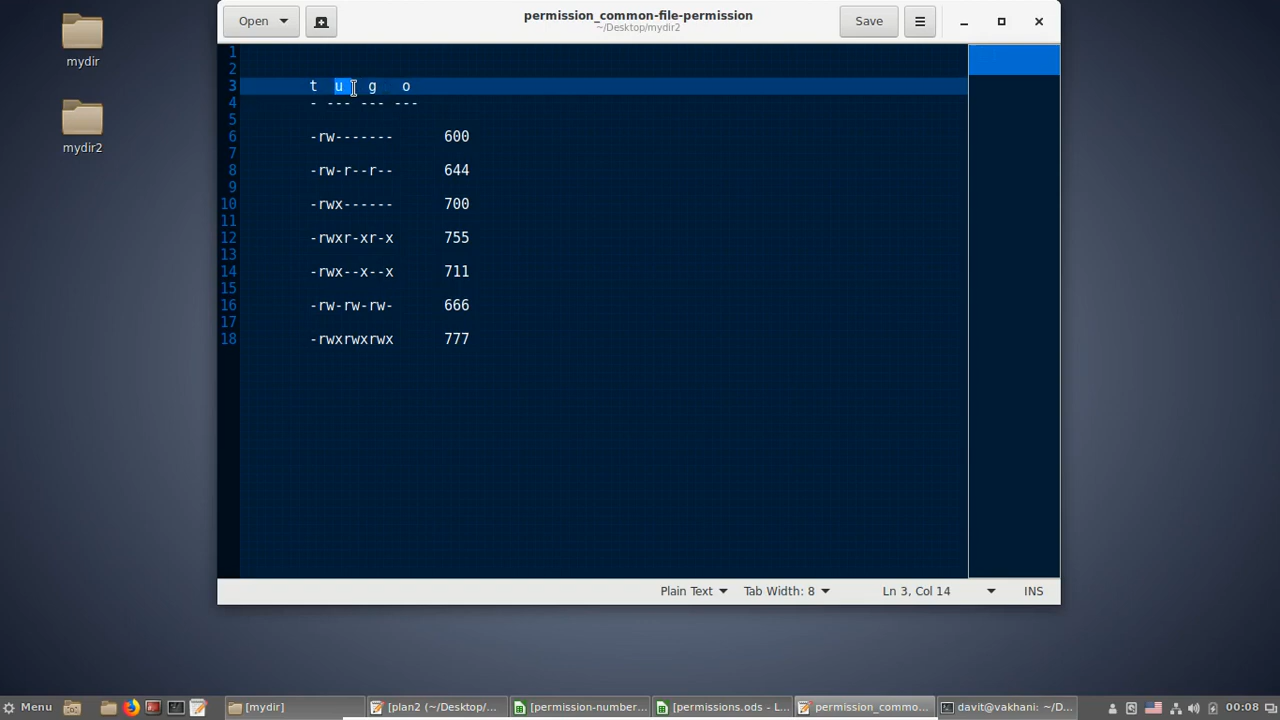 Open
permission_common-file-permission
~/Desktop/mydir2
Save
mydir
mydir2
1
2
3 t u g o
4 - --- --- ---
5
6 -rw------- 600
7
8 -rw-r--r-- 644
9
10 -rwx------ 700
11
12 -rwxr-xr-x 755
13
14 -rwx--x--x 711
15
16 -rw-rw-rw- 666
17
18 -rwxrwxrwx 777
Plain Text Tab Width: 8 Ln 3, Col 14 INS
Menu [mydir] [plan2 (~/Desktop/... [permission-number... [permissions.ods - L... permission_commo... davit@vakhani: ~/D... 00:08